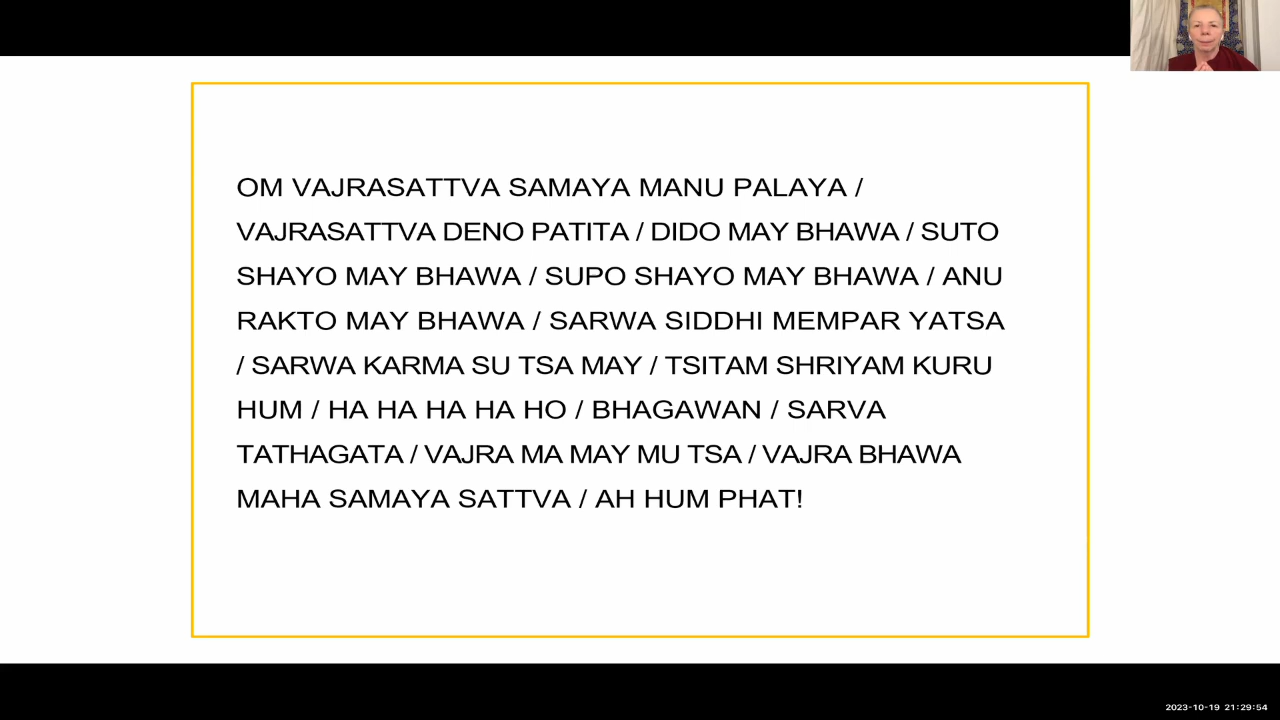 OM VAJRASATTVA SAMAYA MANU PALAYA /
VAJRASATTVA DENO PATITA / DIDO MAY BHAWA / SUTO
SHAYO MAY BHAWA / SUPO SHAYO MAY BHAWA / ANU
RAKTO MAY BHAWA / SARWA SIDDHI MEMPAR YATSA
/ SARWA KARMA SU TSA MAY / TSITAM SHRIYAM KURU
HUM / HA HA HA HA HO / BHAGAWAN / SARVA
TATHAGATA / VAJRA MA MAY MU TSA / VAJRA BHAWA
MAHA SAMAYA SATTVA / AH HUM PHAT!
2023-10-19 21:29:54